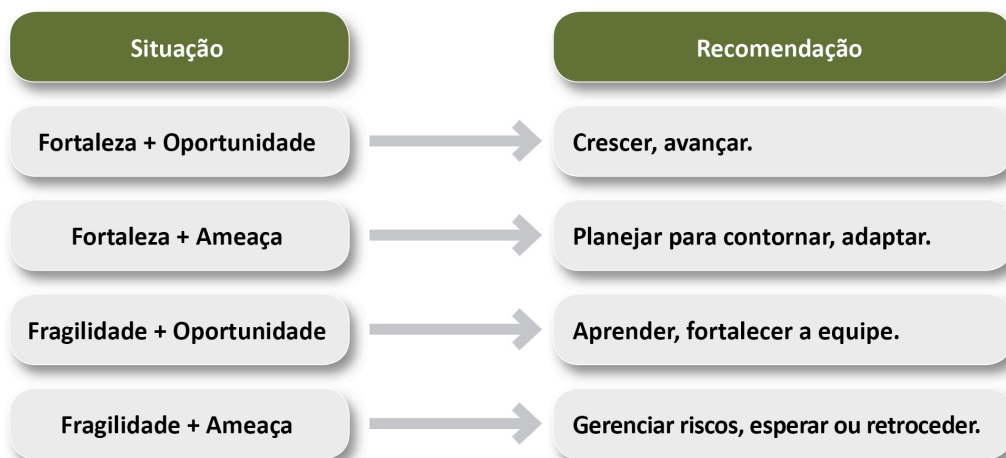 Situação
Recomendação
Fortaleza + Oportunidade
Crescer, avançar.
Fortaleza + Ameaça
Planejar para contornar, adaptar.
Fragilidade + Oportunidade
Aprender, fortalecer a equipe.
Fragilidade + Ameaça
Gerenciar riscos, esperar ou retroceder.